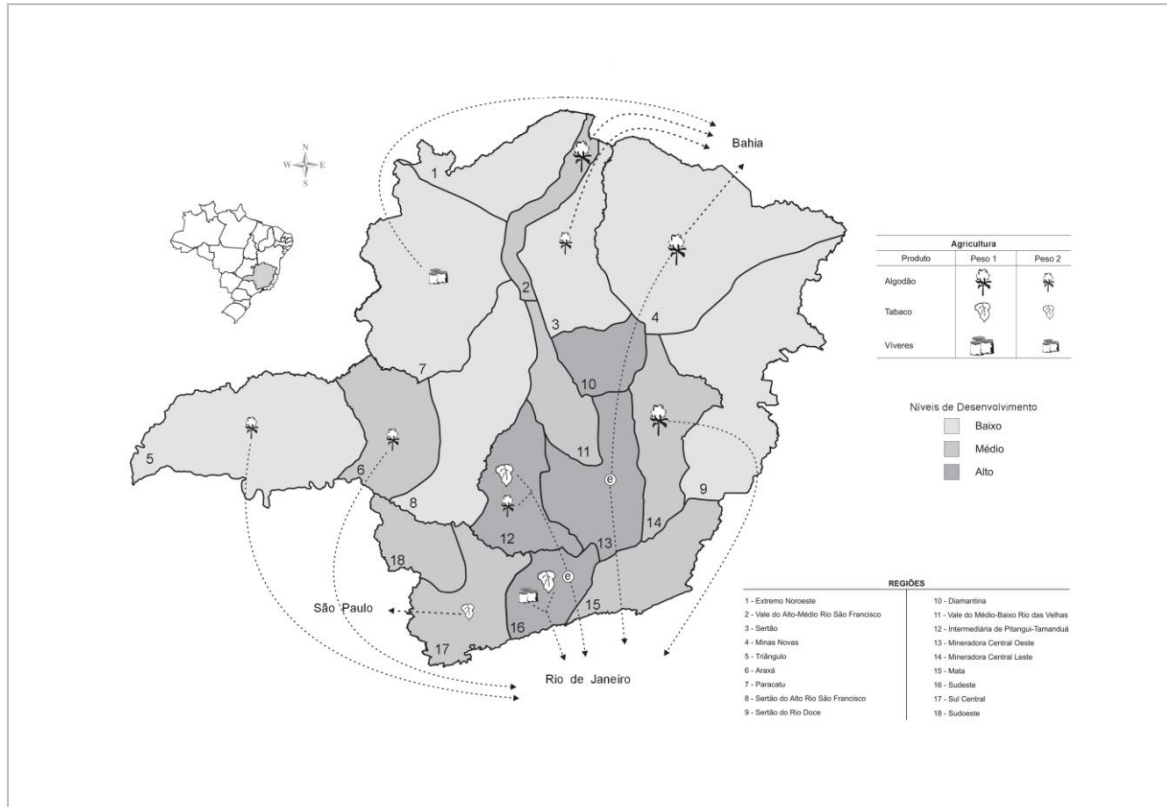 N
W E
S
Bahia
1
2
3
4
5
6
7
8
9
10
11
12
13
14
15
16
17
18
e
e
São Paulo
Rio de Janeiro
Agricultura
Produto Peso 1 Peso 2
Algodão
Tabaco
Víveres
Níveis de Desenvolvimento
Baixo
Médio
Alto
REGIÕES
1 - Extremo Noroeste
2 - Vale do Alto-Médio Rio São Francisco
3 - Sertão
4 - Minas Novas
5 - Triângulo
6 - Araxá
7 - Paracatu
8 - Sertão do Alto Rio São Francisco
9 - Sertão do Rio Doce
10 - Diamantina
11 - Vale do Médio-Baixo Rio das Velhas
12 - Intermediária de Pitangui-Tamanduá
13 - Mineradora Central Oeste
14 - Mineradora Central Leste
15 - Mata
16 - Sudeste
17 - Sul Central
18 - Sudoeste